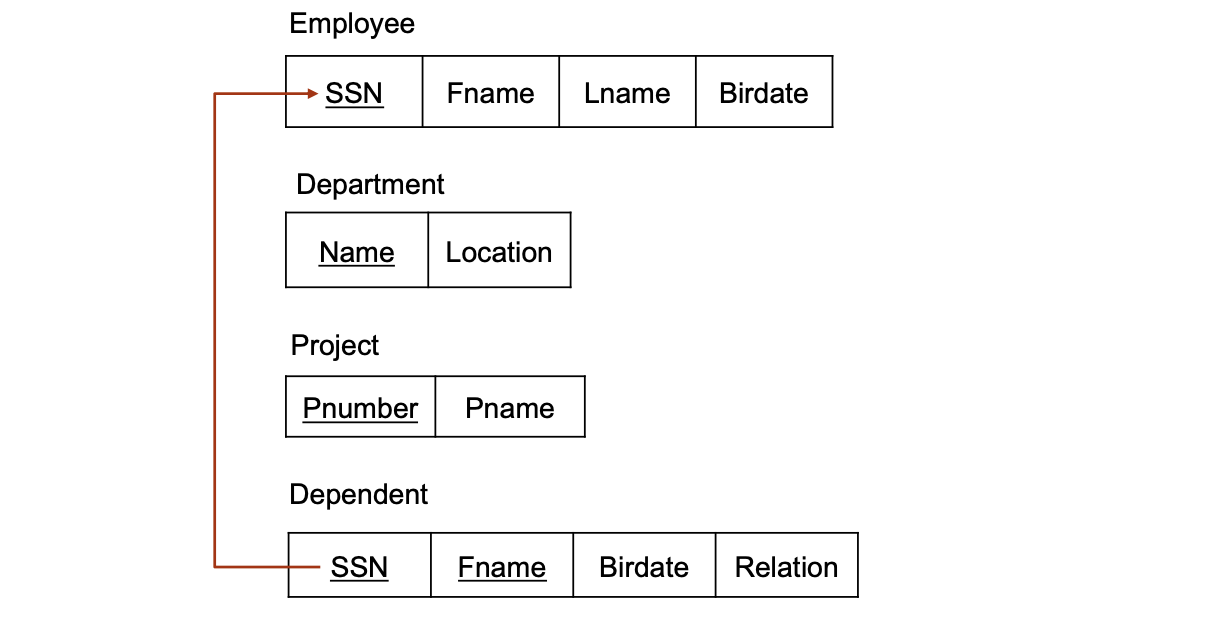 Employee
SSN Fname Lname Birdate
Department
Name Location
Project
Pnumber Pname
Dependent
SSN Fname Birdate Relation